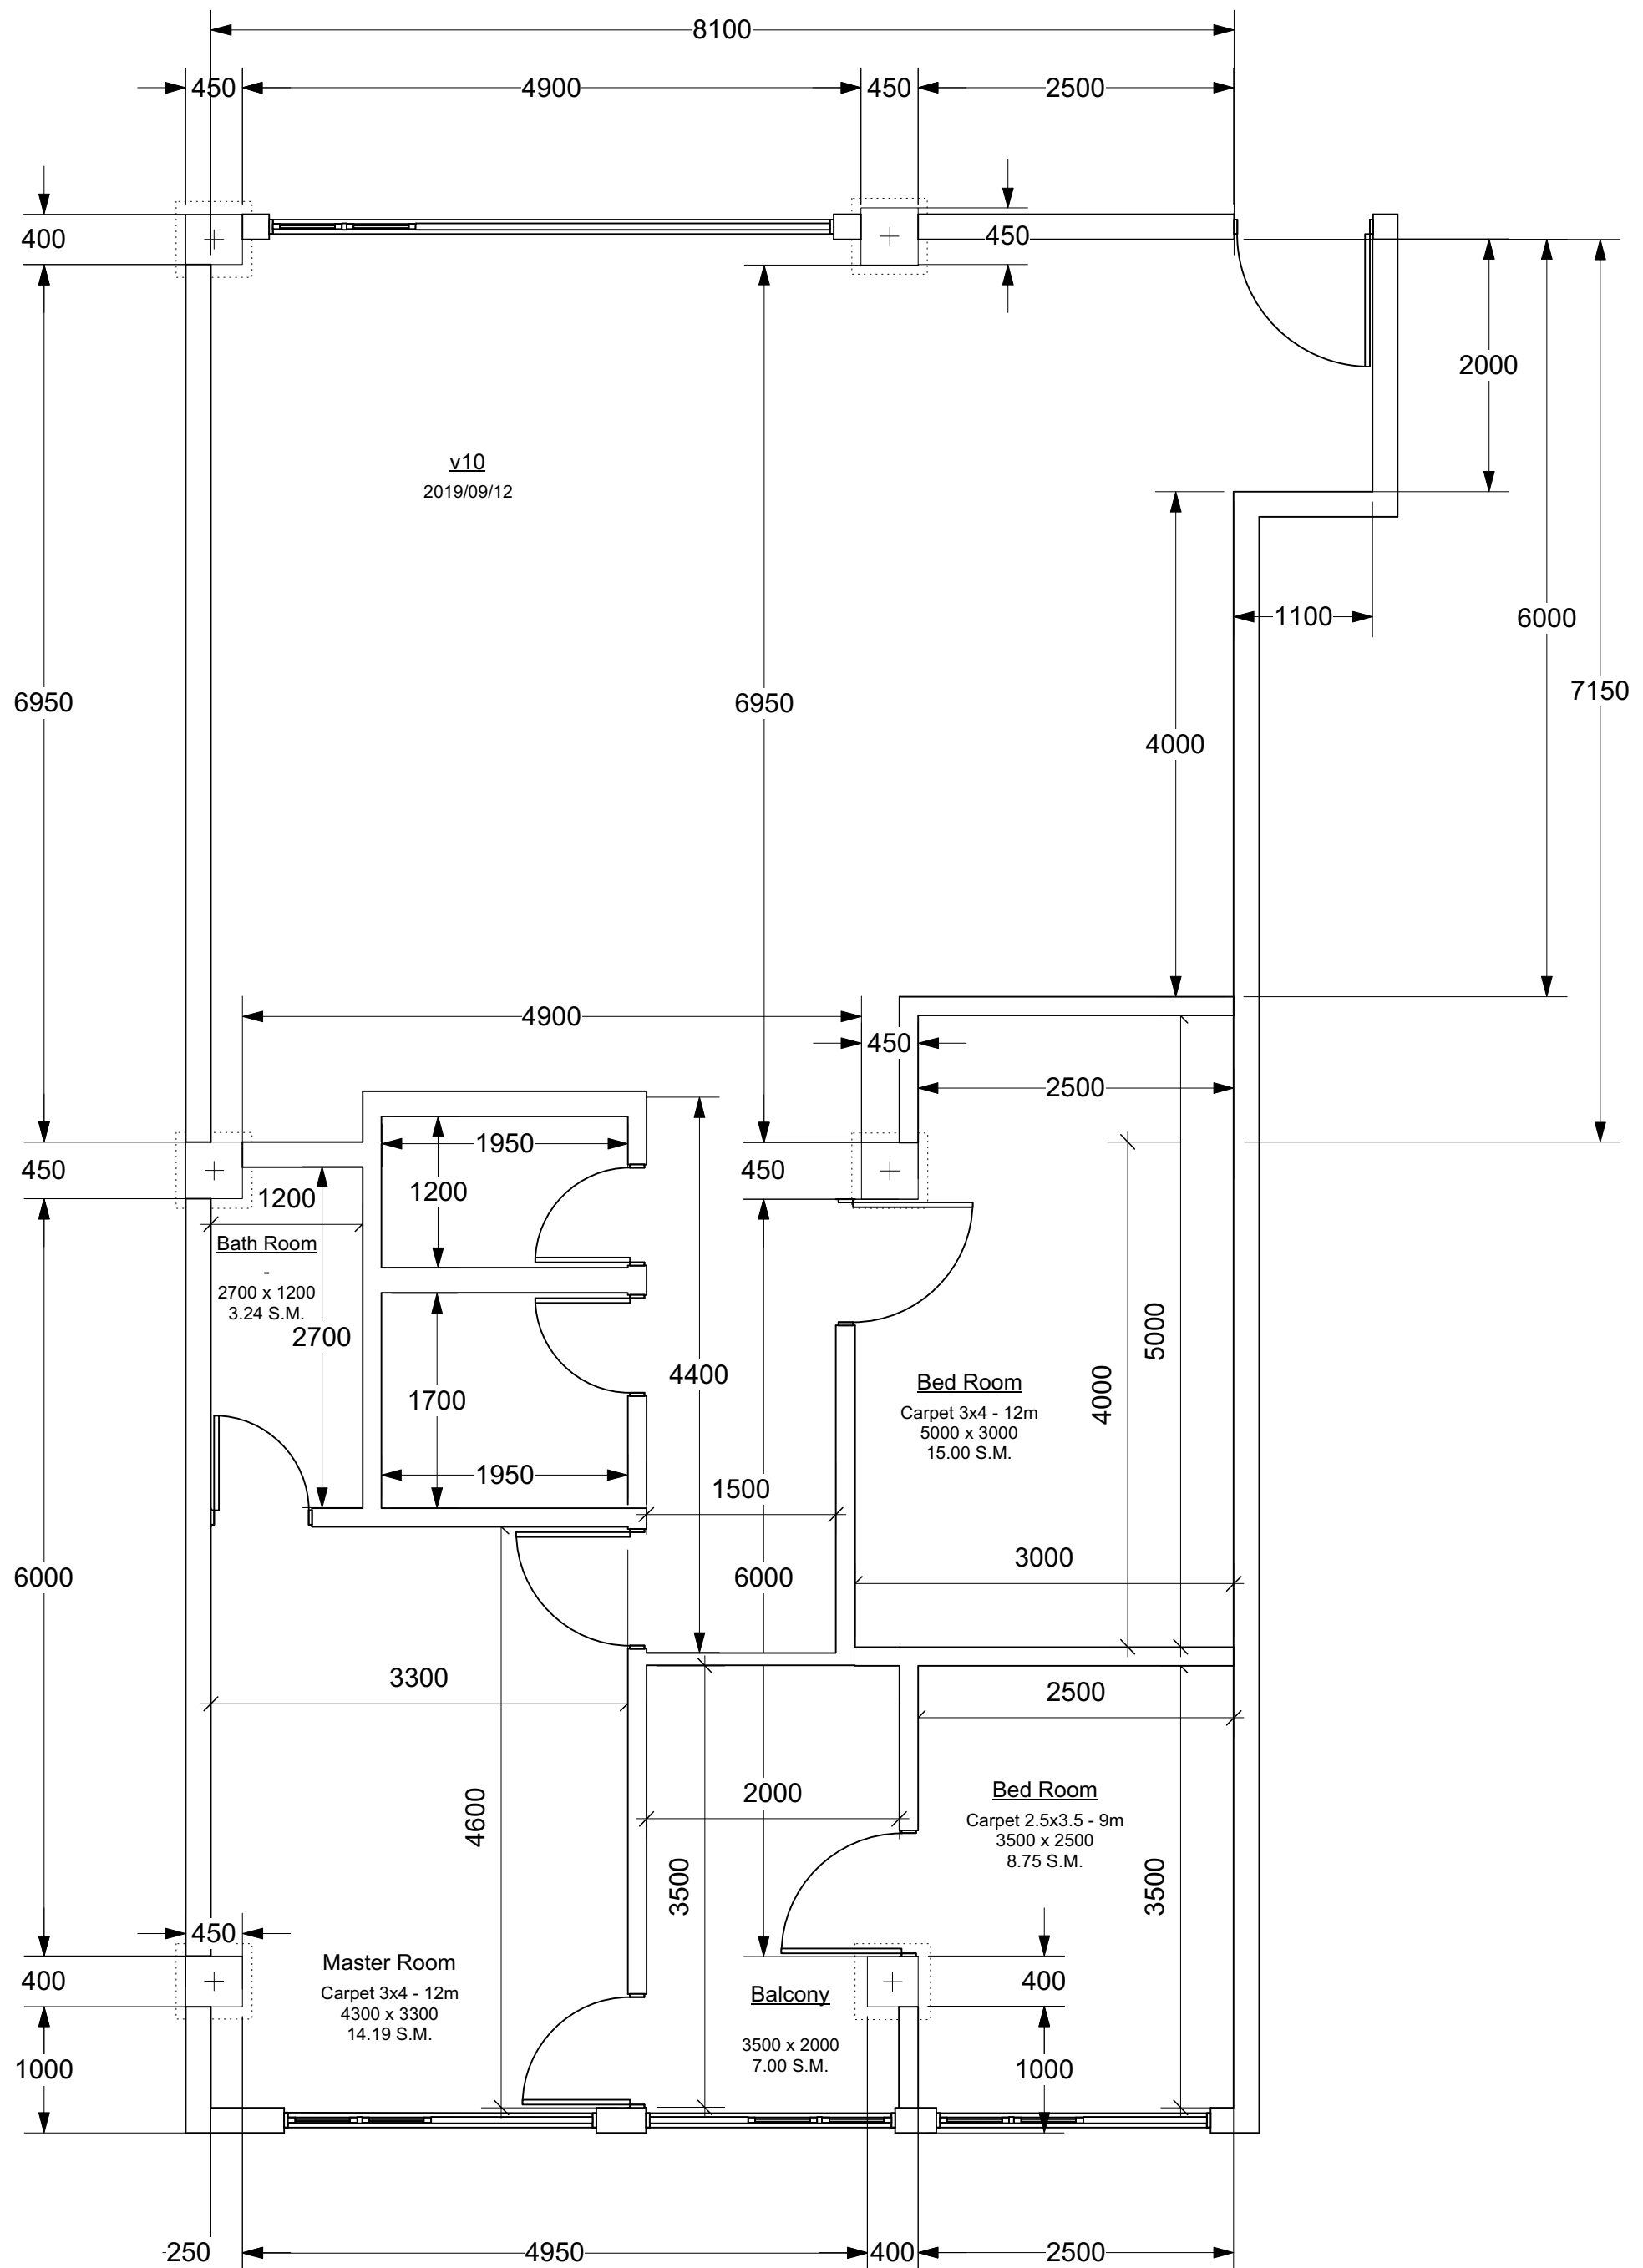 8100
450 4900 450 2500
400
450
2000
v10
2019/09/12
6950
6950
4000
1100
6000
7150
4900
450
2500
450
1950
1200
450
1200
2700
Bath Room
-
2700 x 1200
3.24 S.M.
1700
1950
4400
1500
Bed Room
Carpet 3x4 - 12m
5000 x 3000
15.00 S.M.
4000
5000
6000
6000
3000
3300
2500
4600
2000
3500
Bed Room
Carpet 2.5x3.5 - 9m
3500 x 2500
8.75 S.M.
3500
450
400
Master Room
Carpet 3x4 - 12m
4300 x 3300
14.19 S.M.
Balcony
3500 x 2000
7.00 S.M.
400
1000
1000
250 4950 400 2500